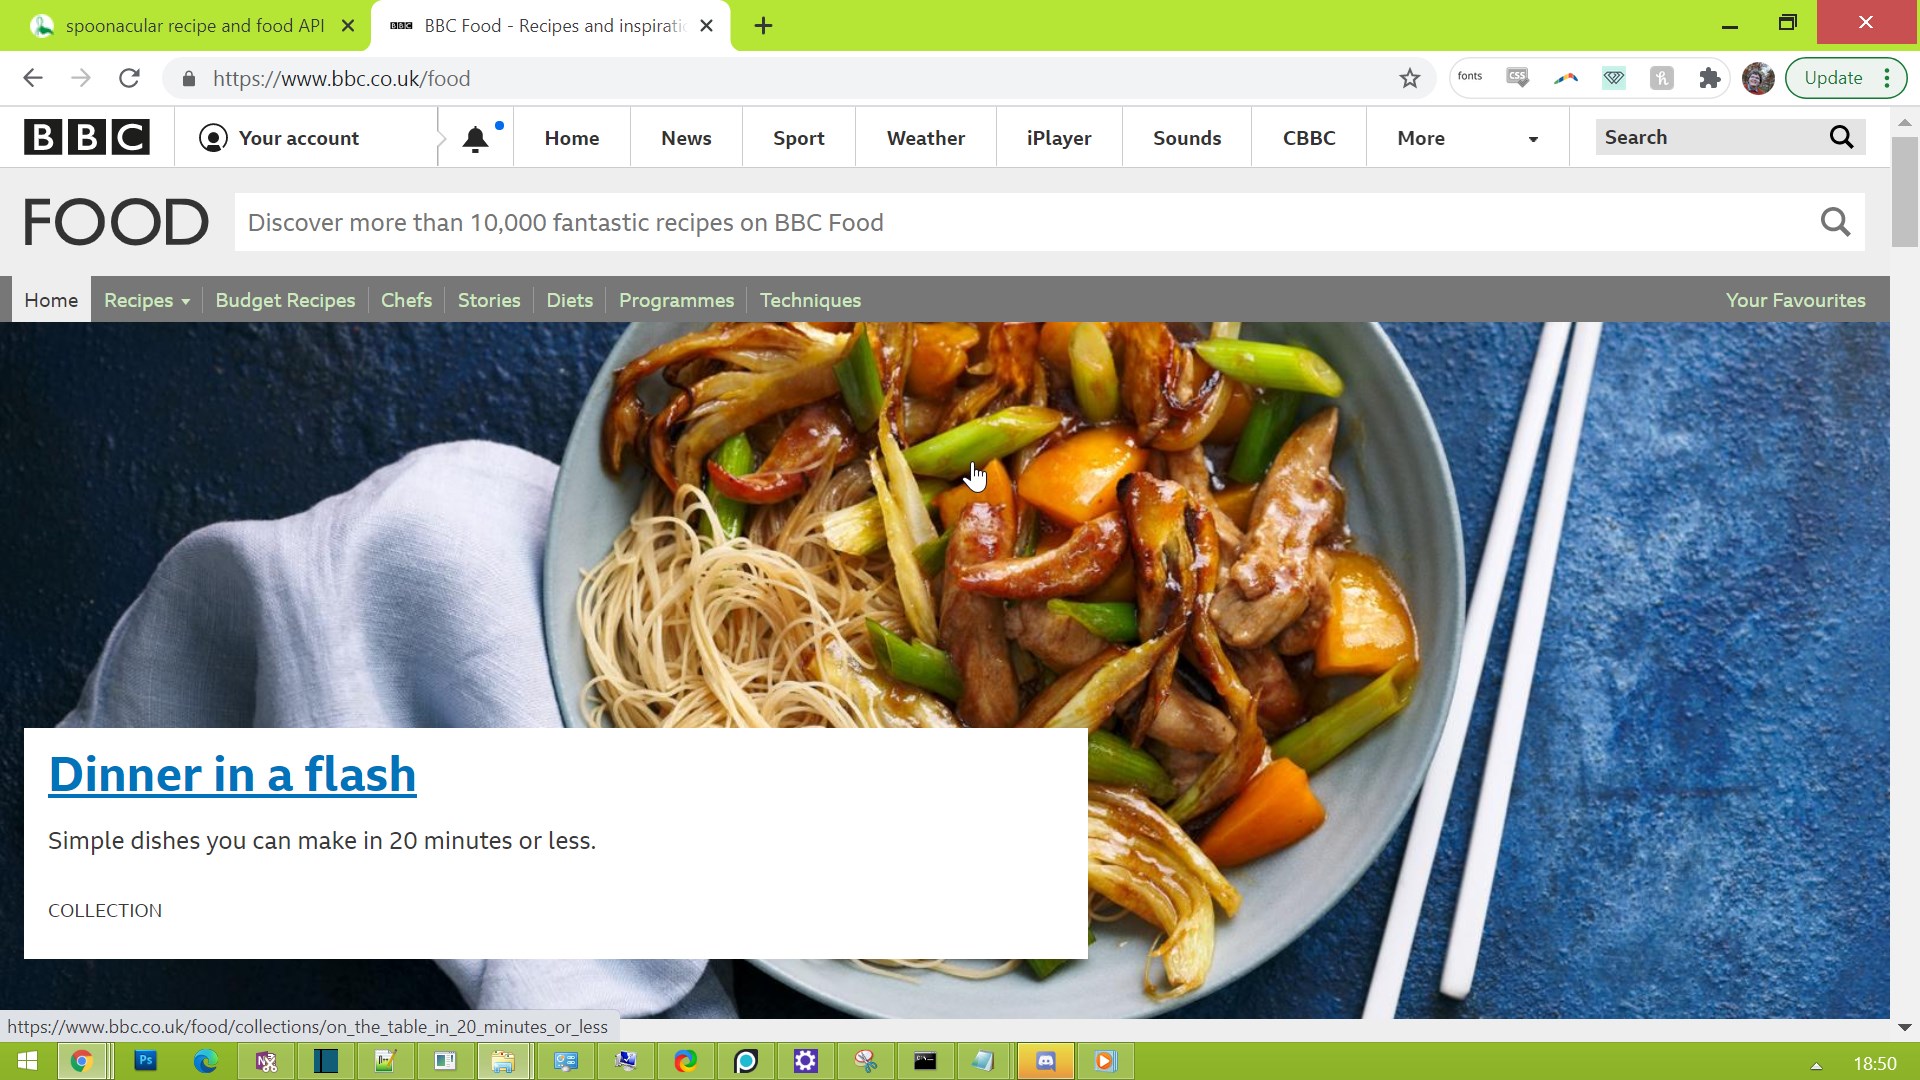 spoonacular recipe and food API
BBC
BBC Food - Recipes and inspirati
https://www.bbc.co.uk/food
fonts
CSS
h
Update
BBC
Your account
Home
News
Sport
Weather
iPlayer
Sounds
CBBC
More
Search
FOOD
Discover more than 10,000 fantastic recipes on BBC Food
Home
Recipes
Budget Recipes
Chefs
Stories
Diets
Programmes
Techniques
Your Favourites
Dinner in a flash
Simple dishes you can make in 20 minutes or less.
COLLECTION
https://www.bbc.co.uk/food/collections/on_the_table_in_20_minutes_or_less
Ps
18:50